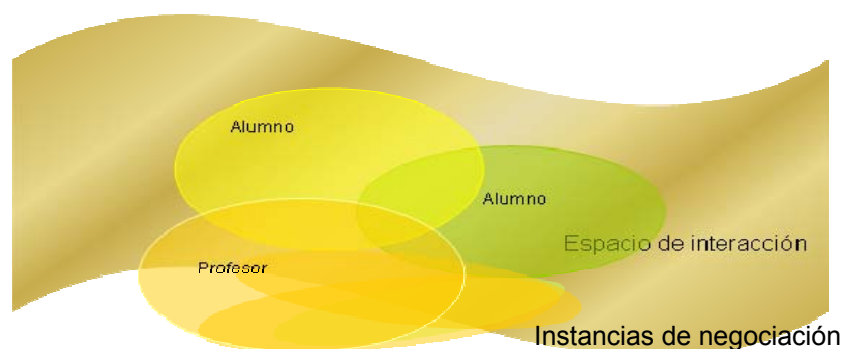 Alumno
Alumno
Espacio de interacción
Profesor
Instancias de negociación